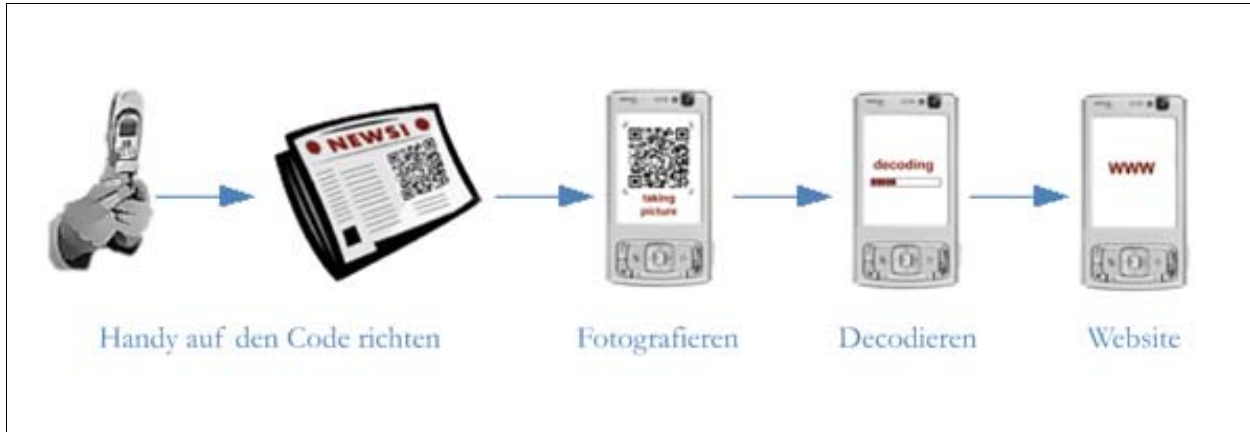 NEWS!
taking
picture
decoding
www
Handy auf den Code richten
Fotografieren
Decodieren
Website